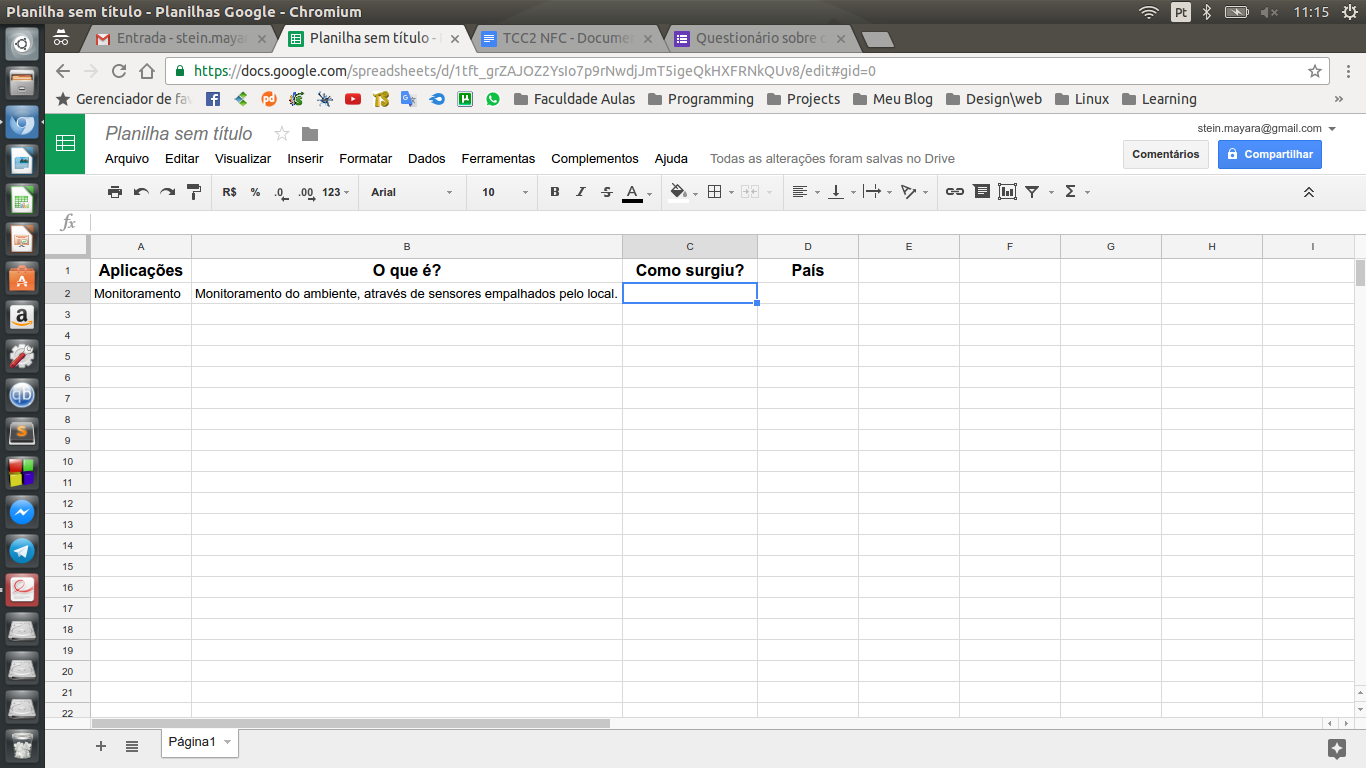 Planilha sem título - Planilhas Google - Chromium
Pt
11:15
Entrada - stein.maya
Planilha sem título -
TCC2 NFC - Documen
Questionário sobre
https://docs.google.com/spreadsheets/d/1tft_grZAJOZ2YsIo7p9rNwdjJmT5igeQkHXFRNkQUv8/edit#gid=0
Gerenciador de fa
Faculdade Aulas
Programming
Projects
Meu Blog
Design\web
Linux
Learning
»
Planilha sem título
stein.mayara@gmail.com
Arquivo Editar Visualizar Inserir Formatar Dados Ferramentas Complementos Ajuda Todas as alterações foram salvas no Drive
Comentários
Compartilhar
R$ % .0 .00 123 Arial 10 B I S A Σ
fx
A B C D E F G H I
1 Aplicações O que é? Como surgiu? País
2 Monitoramento Monitoramento do ambiente, através de sensores empalhados pelo local.
3
4
5
6
7
8
9
10
11
12
13
14
15
16
17
18
19
20
21
22
+ Página1